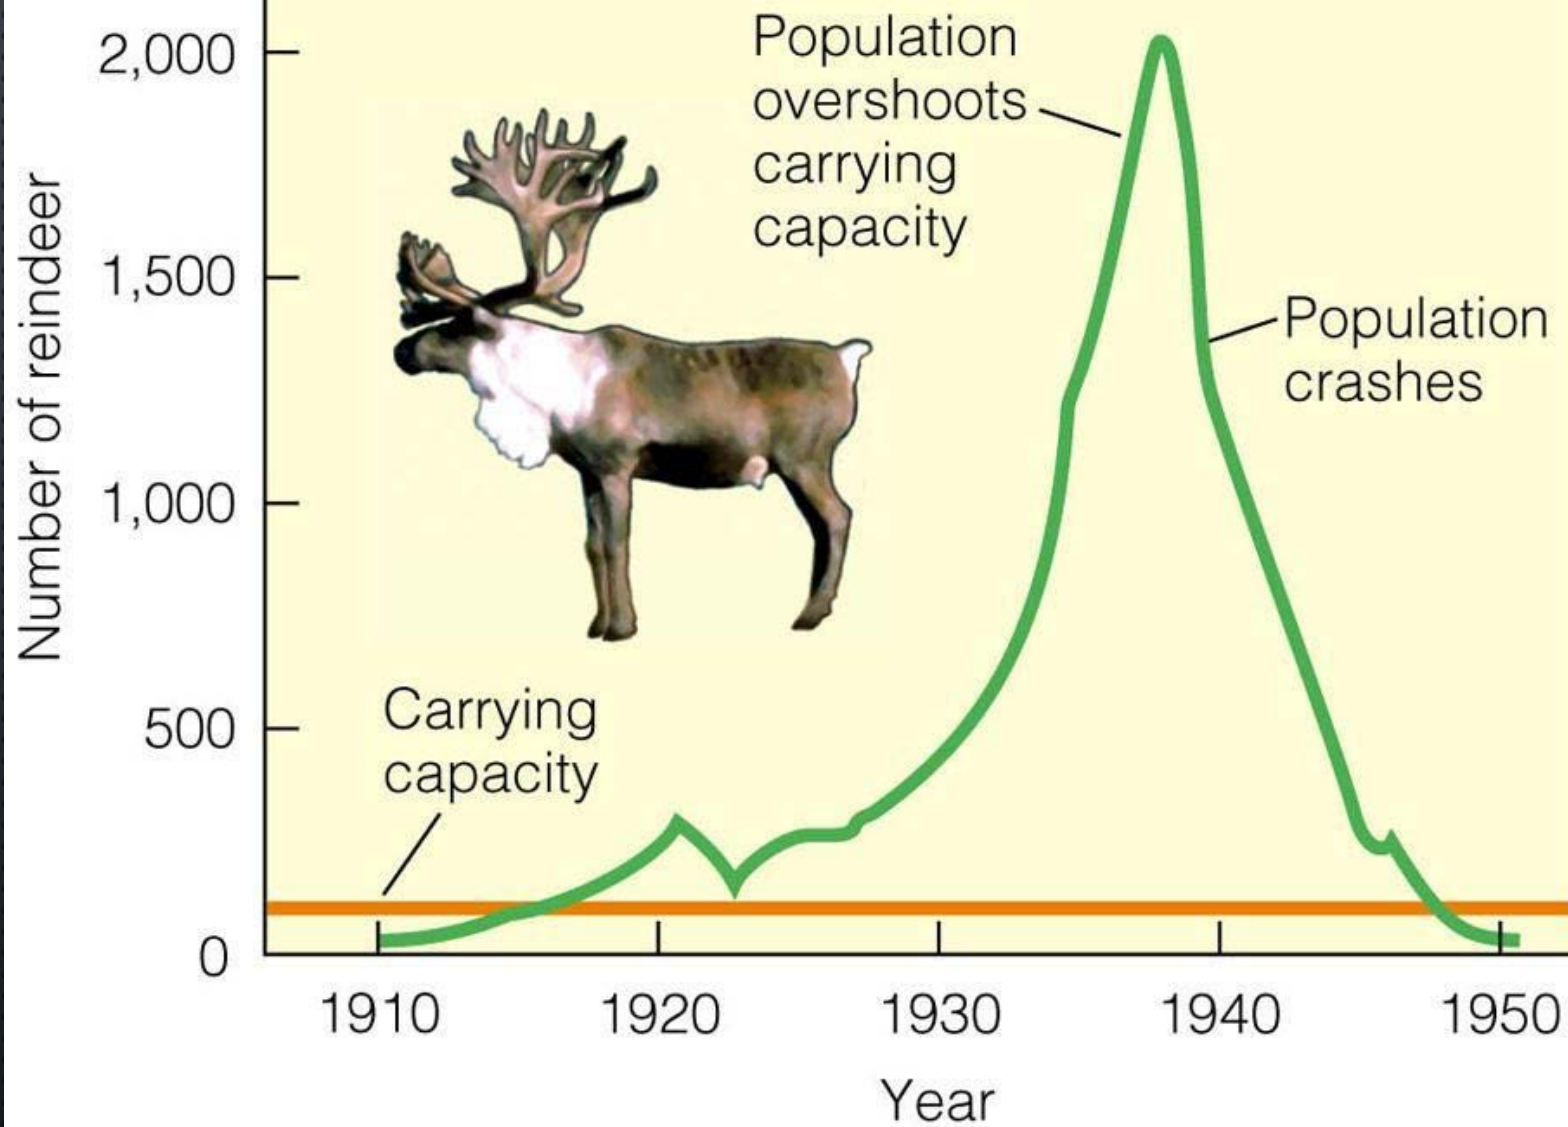 2,000
1,500
1,000
500
0
Number of reindeer
Population
overshoots
carrying
capacity
Population
crashes
Carrying
capacity
1910 1920 1930 1940 1950
Year